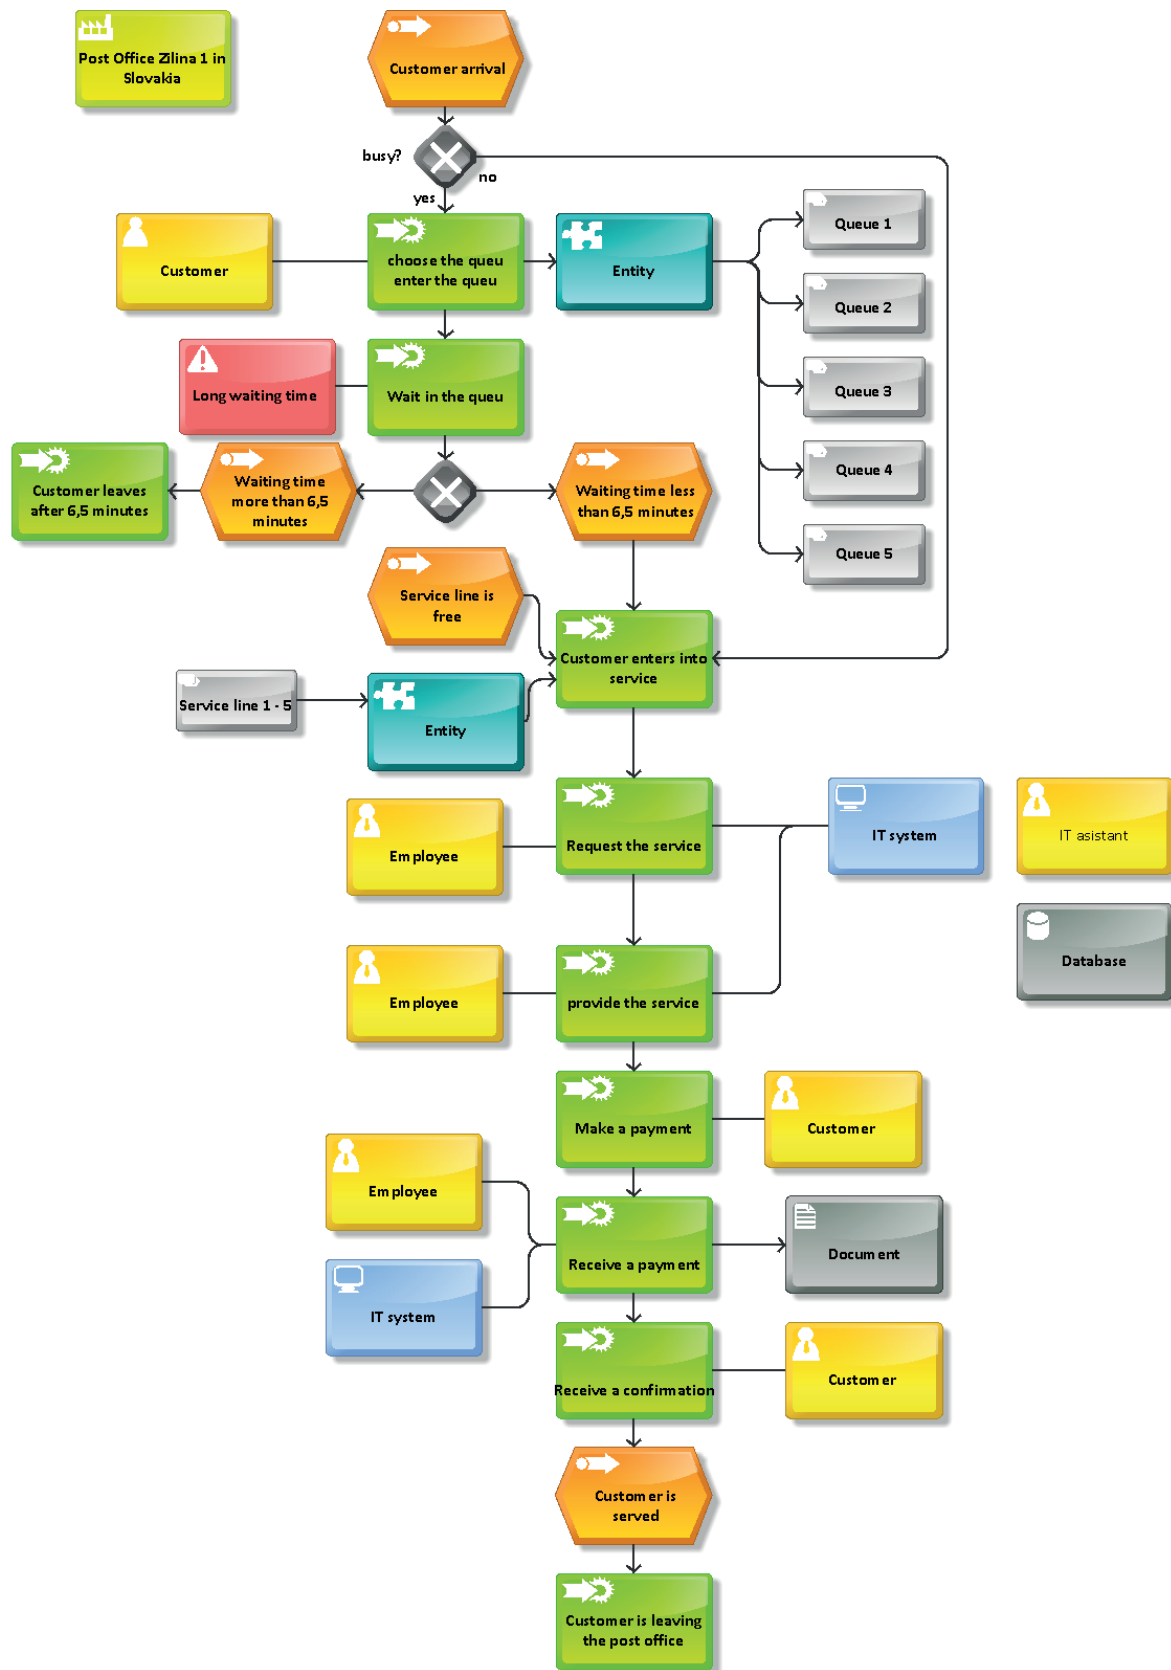 Post Office Zilina 1 in
Slovakia
Customer arrival
busy?
no
yes
Customer
choose the queu
enter the queu
Entity
Queue 1
Queue 2
Queue 3
Queue 4
Queue 5
Long waiting time
Wait in the queu
Customer leaves
after 6,5 minutes
Waiting time
more than 6,5
minutes
Waiting time less
than 6,5 minutes
Service line is
free
Customer enters into
service
Service line 1 - 5
Entity
Employee
Request the service
IT system
IT asistant
Database
Employee
provide the service
Make a payment
Customer
Employee
IT system
Receive a payment
Document
Receive a confirmation
Customer
Customer is
served
Customer is leaving
the post office